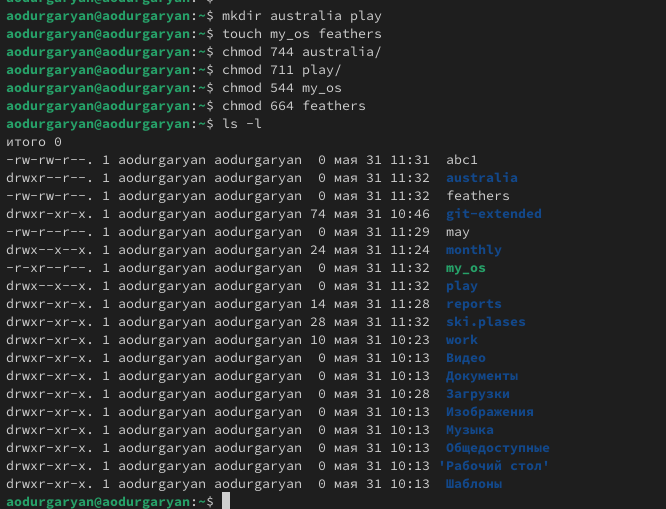 aodurgaryan@aodurgaryan:~$ mkdir australia play
aodurgaryan@aodurgaryan:~$ touch my_os feathers
aodurgaryan@aodurgaryan:~$ chmod 744 australia/
aodurgaryan@aodurgaryan:~$ chmod 711 play/
aodurgaryan@aodurgaryan:~$ chmod 544 my_os
aodurgaryan@aodurgaryan:~$ chmod 664 feathers
aodurgaryan@aodurgaryan:~$ ls -l
итого 0
-rw-rw-r--. 1 aodurgaryan aodurgaryan  0 мая 31 11:31  abc1
drwxr--r--. 1 aodurgaryan aodurgaryan  0 мая 31 11:32  australia
-rw-rw-r--. 1 aodurgaryan aodurgaryan  0 мая 31 11:32  feathers
drwxr-xr-x. 1 aodurgaryan aodurgaryan 74 мая 31 10:46  git-extended
-rw-r--r--. 1 aodurgaryan aodurgaryan  0 мая 31 11:29  may
drwx--x--x. 1 aodurgaryan aodurgaryan 24 мая 31 11:24  monthly
-r-xr--r--. 1 aodurgaryan aodurgaryan  0 мая 31 11:32  my_os
drwx--x--x. 1 aodurgaryan aodurgaryan  0 мая 31 11:32  play
drwxr-xr-x. 1 aodurgaryan aodurgaryan 14 мая 31 11:28  reports
drwxr-xr-x. 1 aodurgaryan aodurgaryan 28 мая 31 11:32  ski.plases
drwxr-xr-x. 1 aodurgaryan aodurgaryan 10 мая 31 10:23  work
drwxr-xr-x. 1 aodurgaryan aodurgaryan  0 мая 31 10:13  Видео
drwxr-xr-x. 1 aodurgaryan aodurgaryan  0 мая 31 10:13  Документы
drwxr-xr-x. 1 aodurgaryan aodurgaryan  0 мая 31 10:28  Загрузки
drwxr-xr-x. 1 aodurgaryan aodurgaryan  0 мая 31 10:13  Изображения
drwxr-xr-x. 1 aodurgaryan aodurgaryan  0 мая 31 10:13  Музыка
drwxr-xr-x. 1 aodurgaryan aodurgaryan  0 мая 31 10:13  Общедоступные
drwxr-xr-x. 1 aodurgaryan aodurgaryan  0 мая 31 10:13 'Рабочий стол'
drwxr-xr-x. 1 aodurgaryan aodurgaryan  0 мая 31 10:13  Шаблоны
aodurgaryan@aodurgaryan:~$